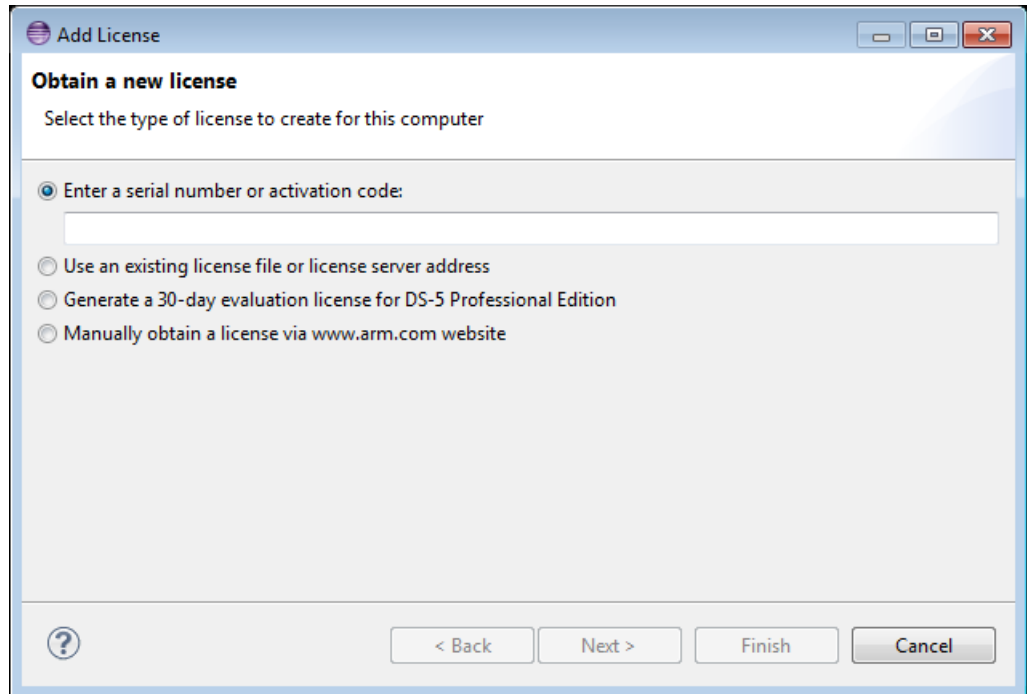 Add License
Obtain a new license
Select the type of license to create for this computer
Enter a serial number or activation code:
Use an existing license file or license server address
Generate a 30-day evaluation license for DS-5 Professional Edition
Manually obtain a license via www.arm.com website
?
< Back
Next >
Finish
Cancel